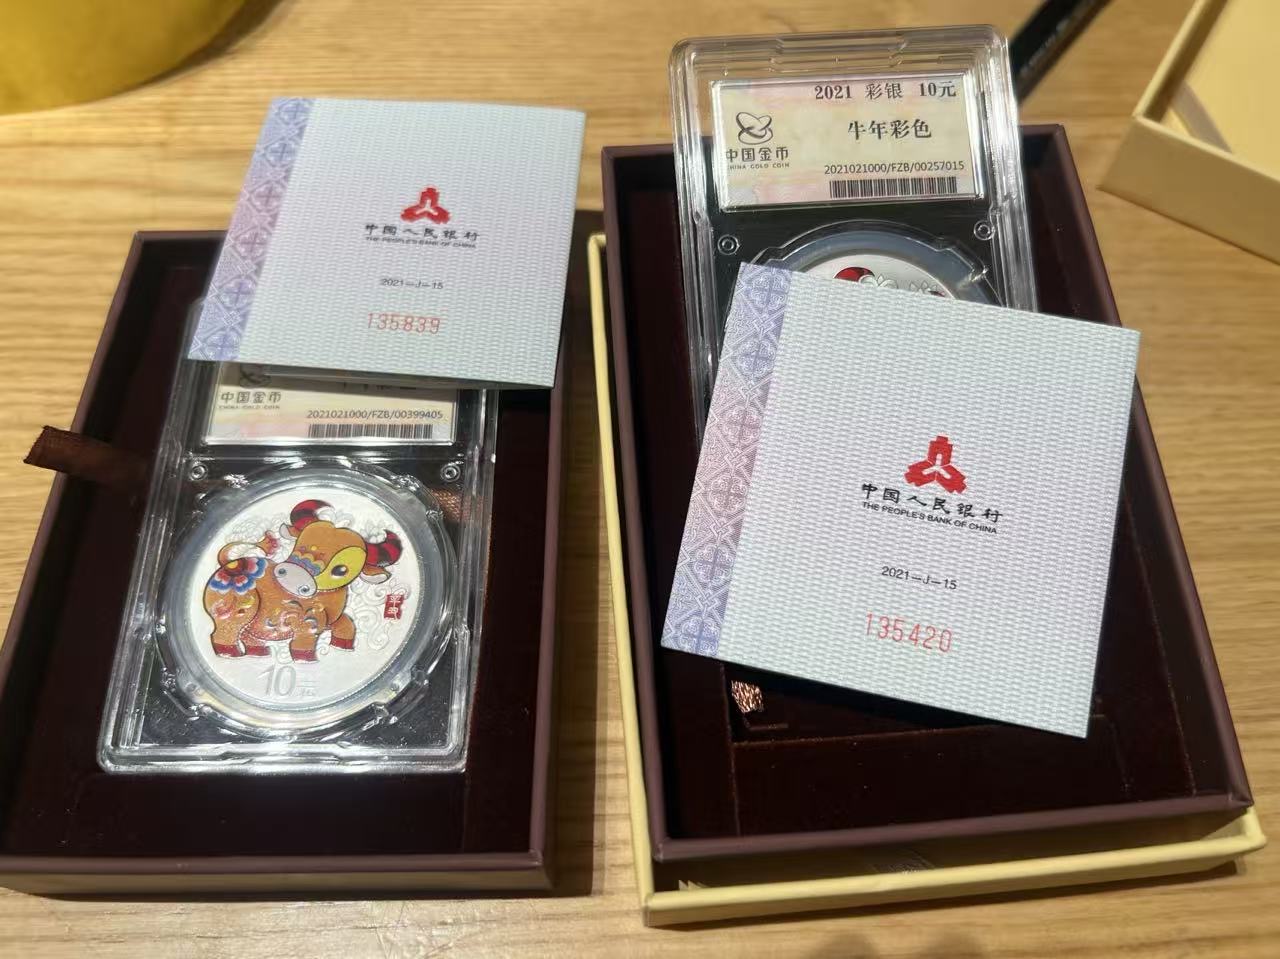 中国人民银行
THE PEOPLE'S BANK OF CHINA
2021-J-15
135839
中国金币
CHINA GOLD COIN
2021021000/FZB/00399405
辛丑
10元
2021 彩银 10元
牛年彩色
中国金币
CHINA GOLD COIN
2021021000/FZB/00257015
中国人民银行
THE PEOPLE'S BANK OF CHINA
2021-J-15
135420